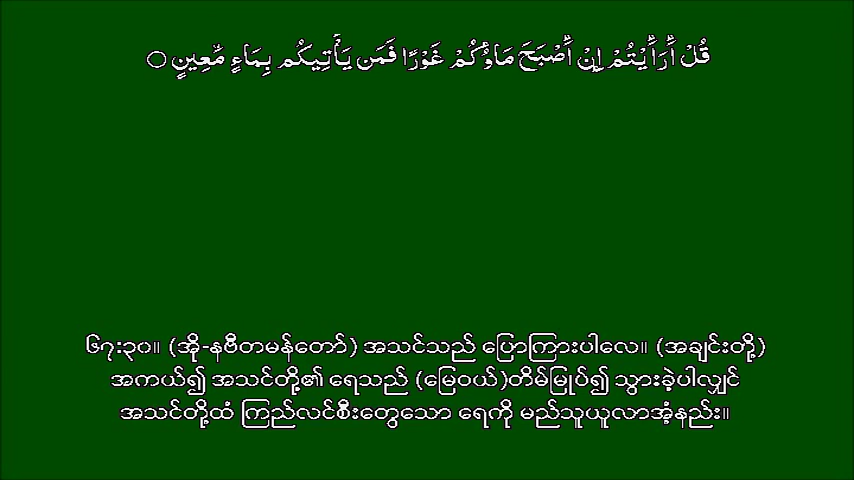 قُلْ أَرَأَيْتُمْ إِنْ أَصْبَحَ مَاؤُكُمْ غَوْرًا فَمَن يَأْتِيكُم بِمَاءٍ مَّعِينٍ ۝
၆၇:၃၀။ (အို-နဗီတမန်တော်) အသင်သည် ပြောကြားပါလေ။ (အချင်းတို့)
အကယ်၍ အသင်တို့၏ ရေသည် (မြေဝယ်)တိမ်မြုပ်၍ သွားခဲ့ပါလျှင်
အသင်တို့ထံ ကြည်လင်စီးတွေသော ရေကို မည်သူယူလာအံ့နည်း။